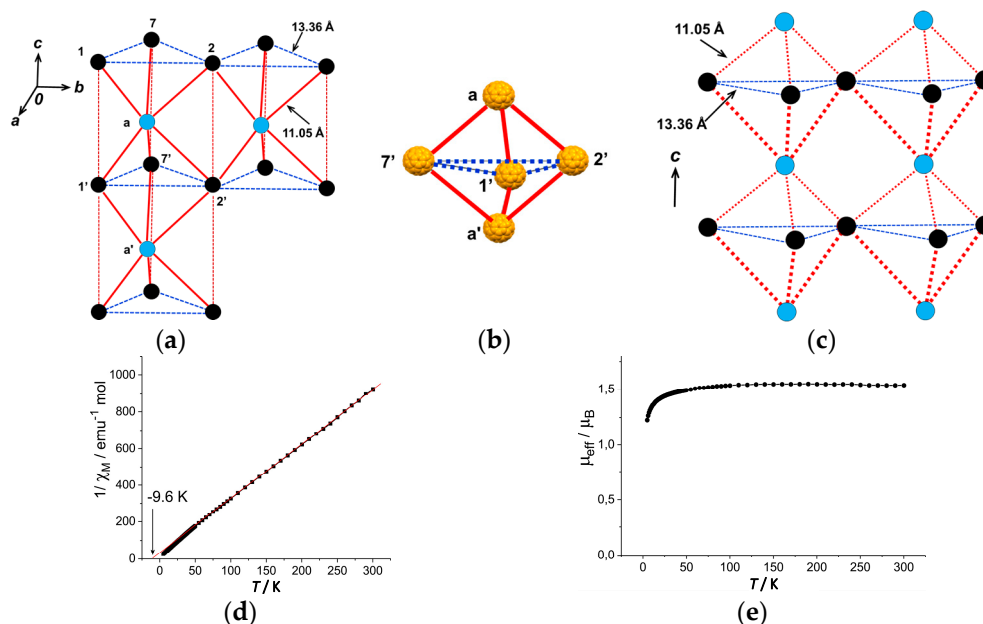 c
b
0
a
1
7
2
13.36 Å
a
11.05 Å
7'
1'
2'
a'
(a)
a
7'
2'
1'
a'
(b)
11.05 Å
13.36 Å
c
(c)
1/ χM / emu-1 mol
1000
800
600
400
200
0
-9.6 K
0 50 100 150 200 250 300
T / K
(d)
μeff / μB
1,5
1,0
0,5
0,0
0 50 100 150 200 250 300
T / K
(e)